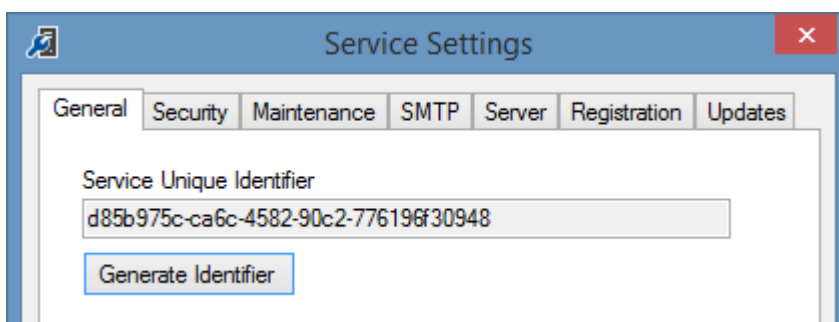 Service Settings
General Security Maintenance SMTP Server Registration Updates
Service Unique Identifier
d85b975c-ca6c-4582-90c2-776196f30948
Generate Identifier